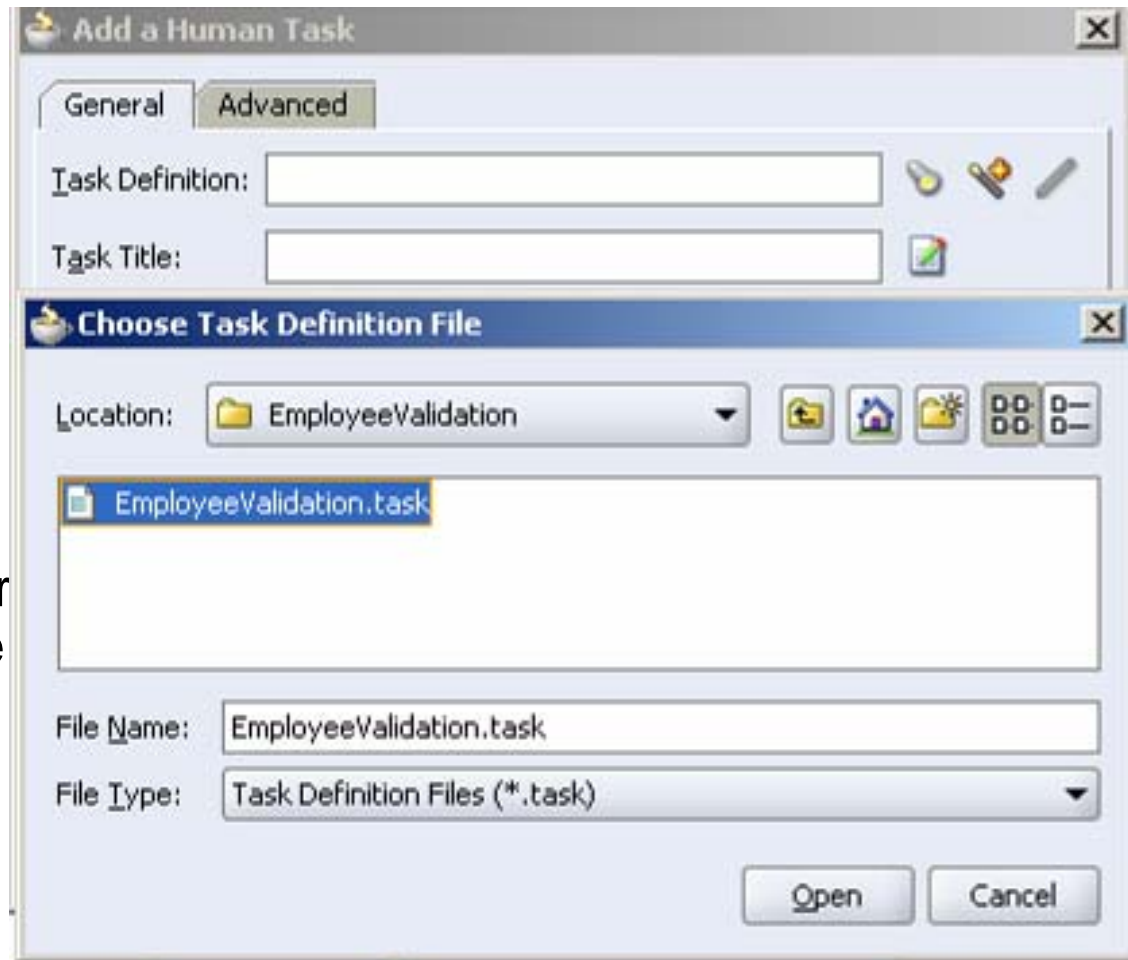 Add a Human Task
General Advanced
Task Definition:
Task Title:
Choose Task Definition File
Location: EmployeeValidation
EmployeeValidation.task
r
e
File Name: EmployeeValidation.task
File Type: Task Definition Files (*.task)
Open Cancel